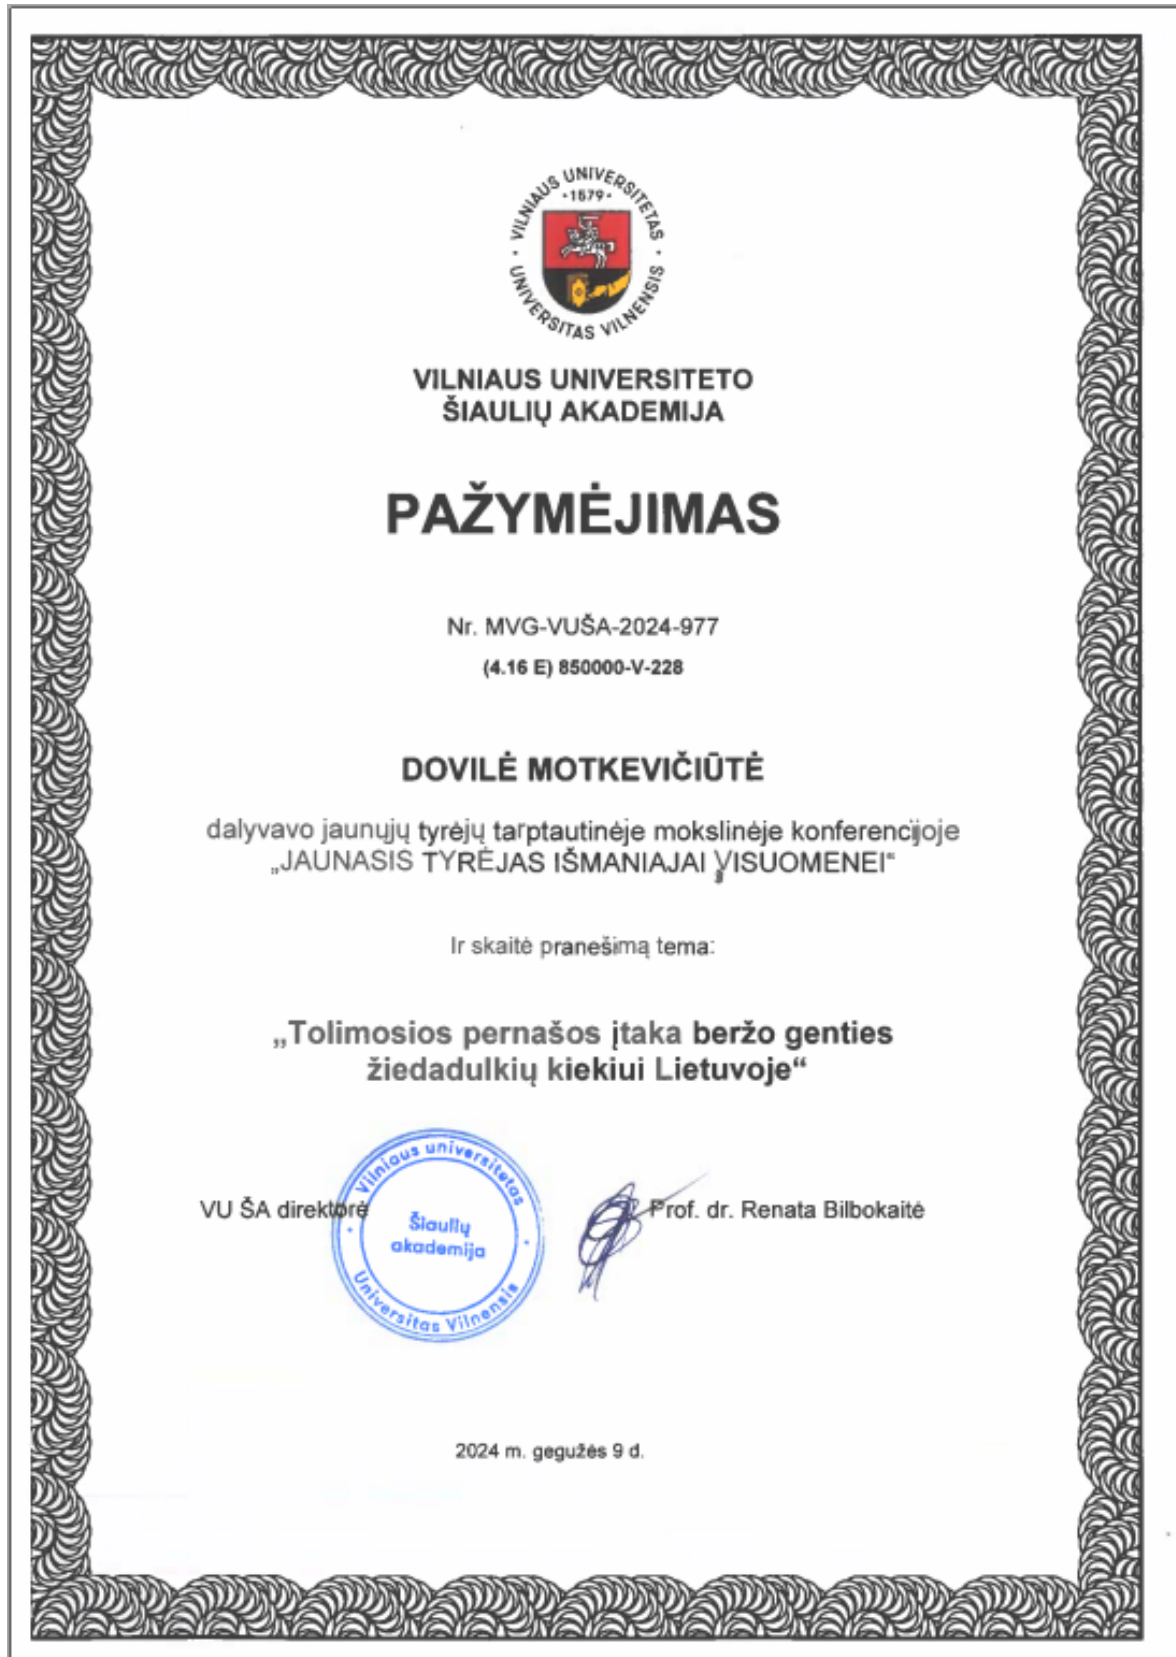 VILNIAUS UNIVERSITETAS
·1579·
UNIVERSITAS VILNENSIS
VILNIAUS UNIVERSITETO
ŠIAULIŲ AKADEMIJA
PAŽYMĖJIMAS
Nr. MVG-VUŠA-2024-977
(4.16 E) 850000-V-228
DOVILĖ MOTKEVIČIŪTĖ
dalyvavo jaunųjų tyrėjų tarptautinėje mokslinėje konferencijoje
„JAUNASIS TYRĖJAS IŠMANIAJAI VISUOMENEI“
Ir skaitė pranešimą tema:
„Tolimosios pernašos įtaka beržo genties
žiedadulkių kiekiui Lietuvoje“
VU ŠA direktorė
Vilniaus universitetas
Šiaulių
akademija
Universitas Vilnensis
Prof. dr. Renata Bilbokaitė
2024 m. gegužės 9 d.